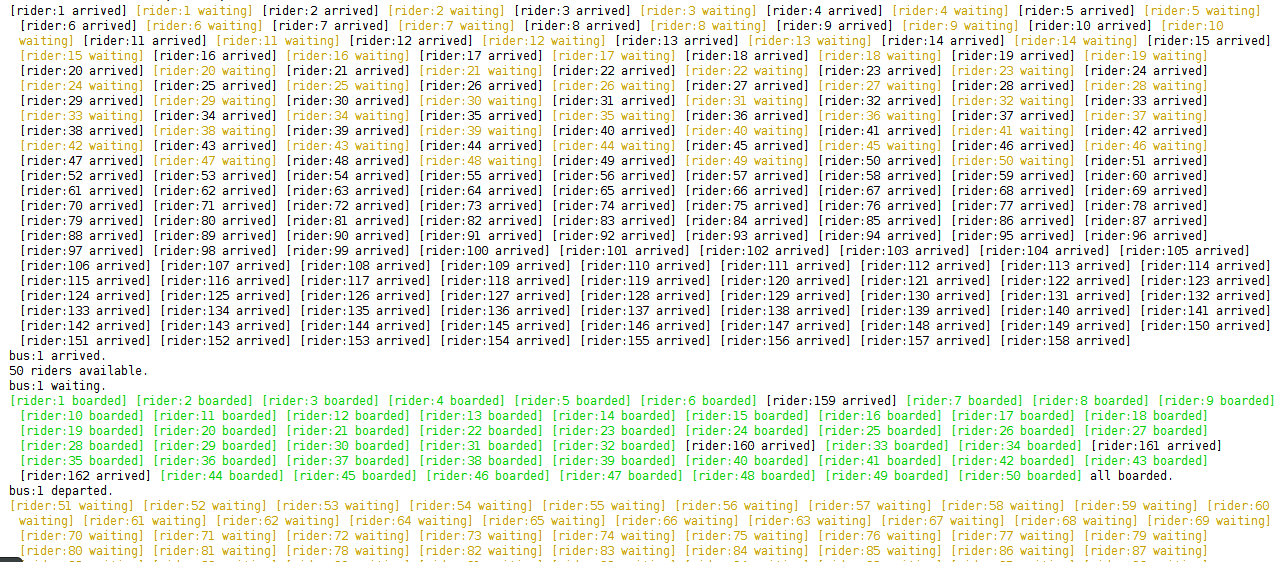 [rider:1 arrived] [rider:1 waiting] [rider:2 arrived] [rider:2 waiting] [rider:3 arrived] [rider:3 waiting] [rider:4 arrived] [rider:4 waiting] [rider:5 arrived] [rider:5 waiting]
[rider:6 arrived] [rider:6 waiting] [rider:7 arrived] [rider:7 waiting] [rider:8 arrived] [rider:8 waiting] [rider:9 arrived] [rider:9 waiting] [rider:10 arrived] [rider:10
waiting] [rider:11 arrived] [rider:11 waiting] [rider:12 arrived] [rider:12 waiting] [rider:13 arrived] [rider:13 waiting] [rider:14 arrived] [rider:14 waiting] [rider:15 arrived]
[rider:15 waiting] [rider:16 arrived] [rider:16 waiting] [rider:17 arrived] [rider:17 waiting] [rider:18 arrived] [rider:18 waiting] [rider:19 arrived] [rider:19 waiting]
[rider:20 arrived] [rider:20 waiting] [rider:21 arrived] [rider:21 waiting] [rider:22 arrived] [rider:22 waiting] [rider:23 arrived] [rider:23 waiting] [rider:24 arrived]
[rider:24 waiting] [rider:25 arrived] [rider:25 waiting] [rider:26 arrived] [rider:26 waiting] [rider:27 arrived] [rider:27 waiting] [rider:28 arrived] [rider:28 waiting]
[rider:29 arrived] [rider:29 waiting] [rider:30 arrived] [rider:30 waiting] [rider:31 arrived] [rider:31 waiting] [rider:32 arrived] [rider:32 waiting] [rider:33 arrived]
[rider:33 waiting] [rider:34 arrived] [rider:34 waiting] [rider:35 arrived] [rider:35 waiting] [rider:36 arrived] [rider:36 waiting] [rider:37 arrived] [rider:37 waiting]
[rider:38 arrived] [rider:38 waiting] [rider:39 arrived] [rider:39 waiting] [rider:40 arrived] [rider:40 waiting] [rider:41 arrived] [rider:41 waiting] [rider:42 arrived]
[rider:42 waiting] [rider:43 arrived] [rider:43 waiting] [rider:44 arrived] [rider:44 waiting] [rider:45 arrived] [rider:45 waiting] [rider:46 arrived] [rider:46 waiting]
[rider:47 arrived] [rider:47 waiting] [rider:48 arrived] [rider:48 waiting] [rider:49 arrived] [rider:49 waiting] [rider:50 arrived] [rider:50 waiting] [rider:51 arrived]
[rider:52 arrived] [rider:53 arrived] [rider:54 arrived] [rider:55 arrived] [rider:56 arrived] [rider:57 arrived] [rider:58 arrived] [rider:59 arrived] [rider:60 arrived]
[rider:61 arrived] [rider:62 arrived] [rider:63 arrived] [rider:64 arrived] [rider:65 arrived] [rider:66 arrived] [rider:67 arrived] [rider:68 arrived] [rider:69 arrived]
[rider:70 arrived] [rider:71 arrived] [rider:72 arrived] [rider:73 arrived] [rider:74 arrived] [rider:75 arrived] [rider:76 arrived] [rider:77 arrived] [rider:78 arrived]
[rider:79 arrived] [rider:80 arrived] [rider:81 arrived] [rider:82 arrived] [rider:83 arrived] [rider:84 arrived] [rider:85 arrived] [rider:86 arrived] [rider:87 arrived]
[rider:88 arrived] [rider:89 arrived] [rider:90 arrived] [rider:91 arrived] [rider:92 arrived] [rider:93 arrived] [rider:94 arrived] [rider:95 arrived] [rider:96 arrived]
[rider:97 arrived] [rider:98 arrived] [rider:99 arrived] [rider:100 arrived] [rider:101 arrived] [rider:102 arrived] [rider:103 arrived] [rider:104 arrived] [rider:105 arrived]
[rider:106 arrived] [rider:107 arrived] [rider:108 arrived] [rider:109 arrived] [rider:110 arrived] [rider:111 arrived] [rider:112 arrived] [rider:113 arrived] [rider:114 arrived]
[rider:115 arrived] [rider:116 arrived] [rider:117 arrived] [rider:118 arrived] [rider:119 arrived] [rider:120 arrived] [rider:121 arrived] [rider:122 arrived] [rider:123 arrived]
[rider:124 arrived] [rider:125 arrived] [rider:126 arrived] [rider:127 arrived] [rider:128 arrived] [rider:129 arrived] [rider:130 arrived] [rider:131 arrived] [rider:132 arrived]
[rider:133 arrived] [rider:134 arrived] [rider:135 arrived] [rider:136 arrived] [rider:137 arrived] [rider:138 arrived] [rider:139 arrived] [rider:140 arrived] [rider:141 arrived]
[rider:142 arrived] [rider:143 arrived] [rider:144 arrived] [rider:145 arrived] [rider:146 arrived] [rider:147 arrived] [rider:148 arrived] [rider:149 arrived] [rider:150 arrived]
[rider:151 arrived] [rider:152 arrived] [rider:153 arrived] [rider:154 arrived] [rider:155 arrived] [rider:156 arrived] [rider:157 arrived] [rider:158 arrived]
bus:1 arrived.
50 riders available.
bus:1 waiting.
[rider:1 boarded] [rider:2 boarded] [rider:3 boarded] [rider:4 boarded] [rider:5 boarded] [rider:6 boarded] [rider:159 arrived] [rider:7 boarded] [rider:8 boarded] [rider:9 boarded]
[rider:10 boarded] [rider:11 boarded] [rider:12 boarded] [rider:13 boarded] [rider:14 boarded] [rider:15 boarded] [rider:16 boarded] [rider:17 boarded] [rider:18 boarded]
[rider:19 boarded] [rider:20 boarded] [rider:21 boarded] [rider:22 boarded] [rider:23 boarded] [rider:24 boarded] [rider:25 boarded] [rider:26 boarded] [rider:27 boarded]
[rider:28 boarded] [rider:29 boarded] [rider:30 boarded] [rider:31 boarded] [rider:32 boarded] [rider:160 arrived] [rider:33 boarded] [rider:34 boarded] [rider:161 arrived]
[rider:35 boarded] [rider:36 boarded] [rider:37 boarded] [rider:38 boarded] [rider:39 boarded] [rider:40 boarded] [rider:41 boarded] [rider:42 boarded] [rider:43 boarded]
[rider:162 arrived] [rider:44 boarded] [rider:45 boarded] [rider:46 boarded] [rider:47 boarded] [rider:48 boarded] [rider:49 boarded] [rider:50 boarded] all boarded.
bus:1 departed.
[rider:51 waiting] [rider:52 waiting] [rider:53 waiting] [rider:54 waiting] [rider:55 waiting] [rider:56 waiting] [rider:57 waiting] [rider:58 waiting] [rider:59 waiting] [rider:60
waiting] [rider:61 waiting] [rider:62 waiting] [rider:64 waiting] [rider:65 waiting] [rider:66 waiting] [rider:63 waiting] [rider:67 waiting] [rider:68 waiting] [rider:69 waiting]
[rider:70 waiting] [rider:71 waiting] [rider:72 waiting] [rider:73 waiting] [rider:74 waiting] [rider:75 waiting] [rider:76 waiting] [rider:77 waiting] [rider:79 waiting]
[rider:80 waiting] [rider:81 waiting] [rider:78 waiting] [rider:82 waiting] [rider:83 waiting] [rider:84 waiting] [rider:85 waiting] [rider:86 waiting] [rider:87 waiting]